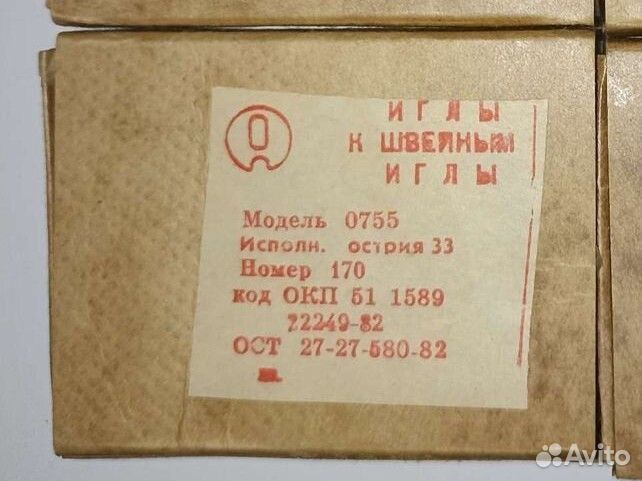 ИГЛЫ
К ШВЕЙНЫМ
ИГЛЫ
Модель 0755
Исполн. острия 33
Номер 170
код ОКП 51 1589
22249-82
ОСТ 27-27-580-82
Avito